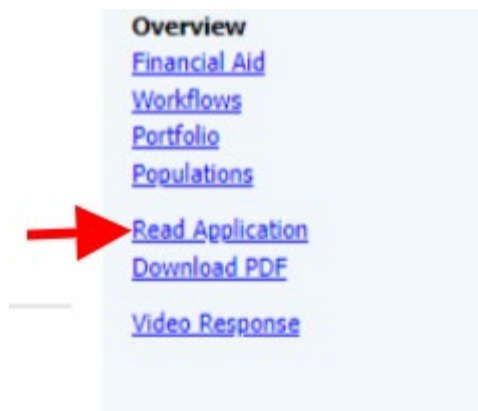 Overview
Financial Aid
Workflows
Portfolio
Populations
Read Application
Download PDF
Video Response